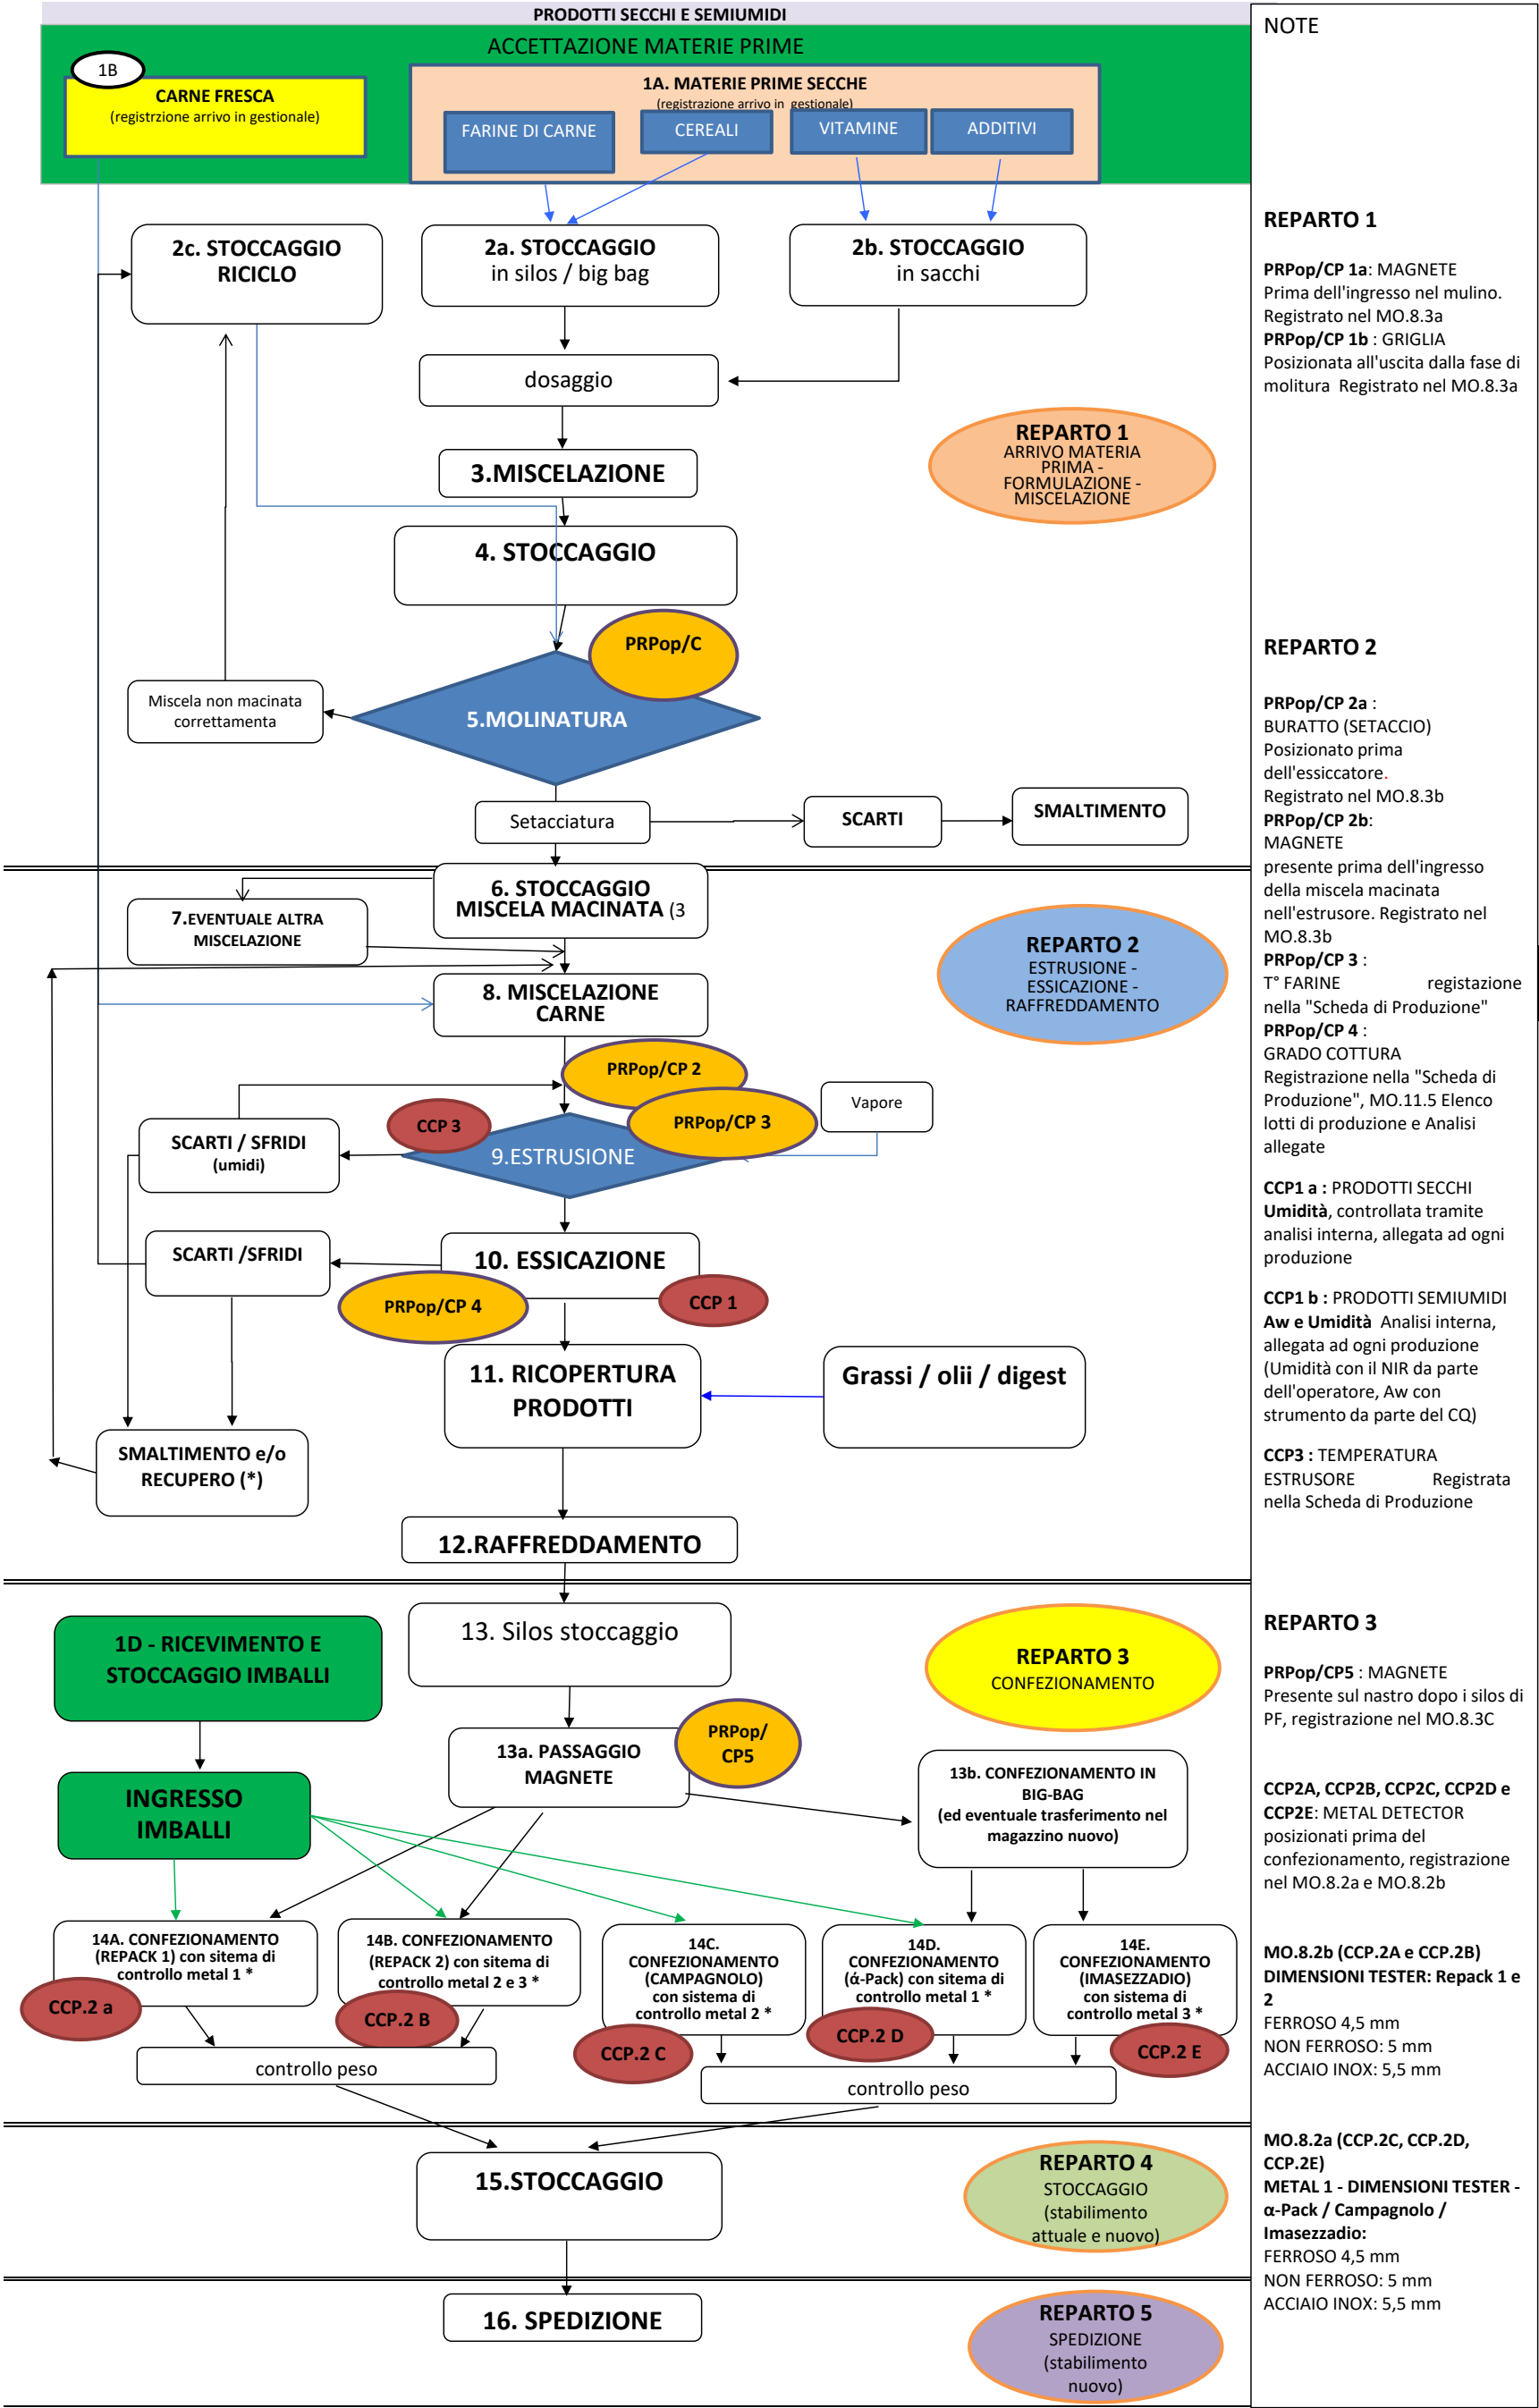 PRODOTTI SECCHI E SEMIUMIDI
ACCETTAZIONE MATERIE PRIME
1B
CARNE FRESCA
(registrzione arrivo in gestionale)
1A. MATERIE PRIME SECCHE
(registrazione arrivo in gestionale)
FARINE DI CARNE
CEREALI
VITAMINE
ADDITIVI
2c. STOCCAGGIO
RICICLO
2a. STOCCAGGIO
in silos / big bag
2b. STOCCAGGIO
in sacchi
dosaggio
REPARTO 1
ARRIVO MATERIA
PRIMA -
FORMULAZIONE -
MISCELAZIONE
3.MISCELAZIONE
4. STOCCAGGIO
PRPop/C
Miscela non macinata
correttamenta
5.MOLINATURA
Setacciatura
SCARTI
SMALTIMENTO
6. STOCCAGGIO
MISCELA MACINATA (3
7.EVENTUALE ALTRA
MISCELAZIONE
REPARTO 2
ESTRUSIONE -
ESSICAZIONE -
RAFFREDDAMENTO
8. MISCELAZIONE
CARNE
PRPop/CP 2
PRPop/CP 3
Vapore
CCP 3
SCARTI / SFRIDI
(umidi)
9.ESTRUSIONE
SCARTI /SFRIDI
10. ESSICAZIONE
PRPop/CP 4
CCP 1
11. RICOPERTURA
PRODOTTI
Grassi / olii / digest
SMALTIMENTO e/o
RECUPERO (*)
12.RAFFREDDAMENTO
1D - RICEVIMENTO E
STOCCAGGIO IMBALLI
13. Silos stoccaggio
REPARTO 3
CONFEZIONAMENTO
PRPop/
CP5
13a. PASSAGGIO
MAGNETE
13b. CONFEZIONAMENTO IN
BIG-BAG
(ed eventuale trasferimento nel
magazzino nuovo)
INGRESSO
IMBALLI
14A. CONFEZIONAMENTO
(REPACK 1) con sitema di
controllo metal 1 *
CCP.2 a
14B. CONFEZIONAMENTO
(REPACK 2) con sitema di
controllo metal 2 e 3 *
CCP.2 B
14C.
CONFEZIONAMENTO
(CAMPAGNOLO)
con sistema di
controllo metal 2 *
CCP.2 C
14D.
CONFEZIONAMENTO
(ά-Pack) con sitema di
controllo metal 1 *
CCP.2 D
14E.
CONFEZIONAMENTO
(IMASEZZADIO)
con sistema di
controllo metal 3 *
CCP.2 E
controllo peso
controllo peso
15.STOCCAGGIO
REPARTO 4
STOCCAGGIO
(stabilimento
attuale e nuovo)
16. SPEDIZIONE
REPARTO 5
SPEDIZIONE
(stabilimento
nuovo)
NOTE
REPARTO 1
PRPop/CP 1a: MAGNETE
Prima dell'ingresso nel mulino.
Registrato nel MO.8.3a
PRPop/CP 1b : GRIGLIA
Posizionata all'uscita dalla fase di
molitura Registrato nel MO.8.3a
REPARTO 2
PRPop/CP 2a :
BURATTO (SETACCIO)
Posizionato prima
dell'essiccatore.
Registrato nel MO.8.3b
PRPop/CP 2b:
MAGNETE
presente prima dell'ingresso
della miscela macinata
nell'estrusore. Registrato nel
MO.8.3b
PRPop/CP 3 :
T° FARINE registazione
nella "Scheda di Produzione"
PRPop/CP 4 :
GRADO COTTURA
Registrazione nella "Scheda di
Produzione", MO.11.5 Elenco
lotti di produzione e Analisi
allegate
CCP1 a : PRODOTTI SECCHI
Umidità, controllata tramite
analisi interna, allegata ad ogni
produzione
CCP1 b : PRODOTTI SEMIUMIDI
Aw e Umidità Analisi interna,
allegata ad ogni produzione
(Umidità con il NIR da parte
dell'operatore, Aw con
strumento da parte del CQ)
CCP3 : TEMPERATURA
ESTRUSORE Registrata
nella Scheda di Produzione
REPARTO 3
PRPop/CP5 : MAGNETE
Presente sul nastro dopo i silos di
PF, registrazione nel MO.8.3C
CCP2A, CCP2B, CCP2C, CCP2D e
CCP2E: METAL DETECTOR
posizionati prima del
confezionamento, registrazione
nel MO.8.2a e MO.8.2b
MO.8.2b (CCP.2A e CCP.2B)
DIMENSIONI TESTER: Repack 1 e
2
FERROSO 4,5 mm
NON FERROSO: 5 mm
ACCIAIO INOX: 5,5 mm
MO.8.2a (CCP.2C, CCP.2D,
CCP.2E)
METAL 1 - DIMENSIONI TESTER -
α-Pack / Campagnolo /
Imasezzadio:
FERROSO 4,5 mm
NON FERROSO: 5 mm
ACCIAIO INOX: 5,5 mm